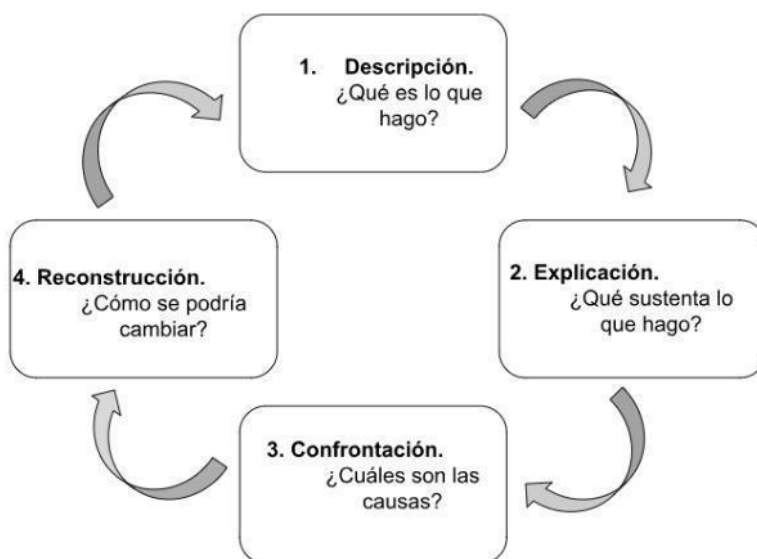 1. Descripción.
¿Qué es lo que
hago?
2. Explicación.
¿Qué sustenta lo
que hago?
3. Confrontación.
¿Cuáles son las
causas?
4. Reconstrucción.
¿Cómo se podría
cambiar?